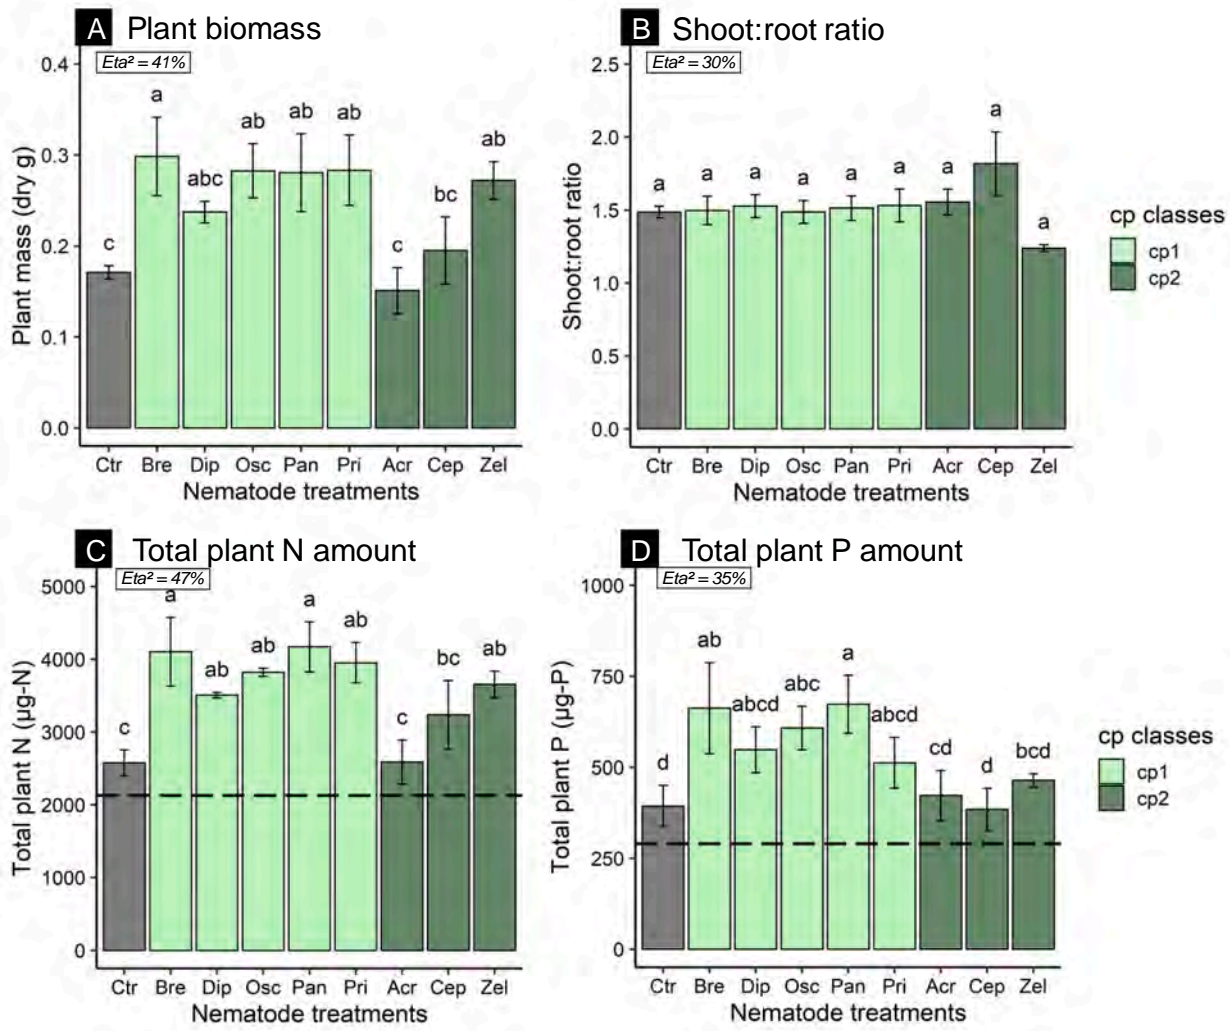 A Plant biomass
Eta² = 41%
0.4
0.3
0.2
0.1
0.0
Plant mass (dry g)
c
a
abc
ab
ab
ab
c
bc
ab
Ctr Bre Dip Osc Pan Pri Acr Cep Zel
Nematode treatments
B Shoot:root ratio
Eta² = 30%
2.5
2.0
1.5
1.0
0.5
0.0
Shoot:root ratio
a
a
a
a
a
a
a
a
a
Ctr Bre Dip Osc Pan Pri Acr Cep Zel
Nematode treatments
cp classes
cp1
cp2
C Total plant N amount
Eta² = 47%
5000
4000
3000
2000
1000
0
Total plant N (µg-N)
c
a
ab
ab
a
ab
c
bc
ab
Ctr Bre Dip Osc Pan Pri Acr Cep Zel
Nematode treatments
D Total plant P amount
Eta² = 35%
1000
750
500
250
0
Total plant P (µg-P)
d
ab
abcd
abc
a
abcd
cd
d
bcd
Ctr Bre Dip Osc Pan Pri Acr Cep Zel
Nematode treatments
cp classes
cp1
cp2